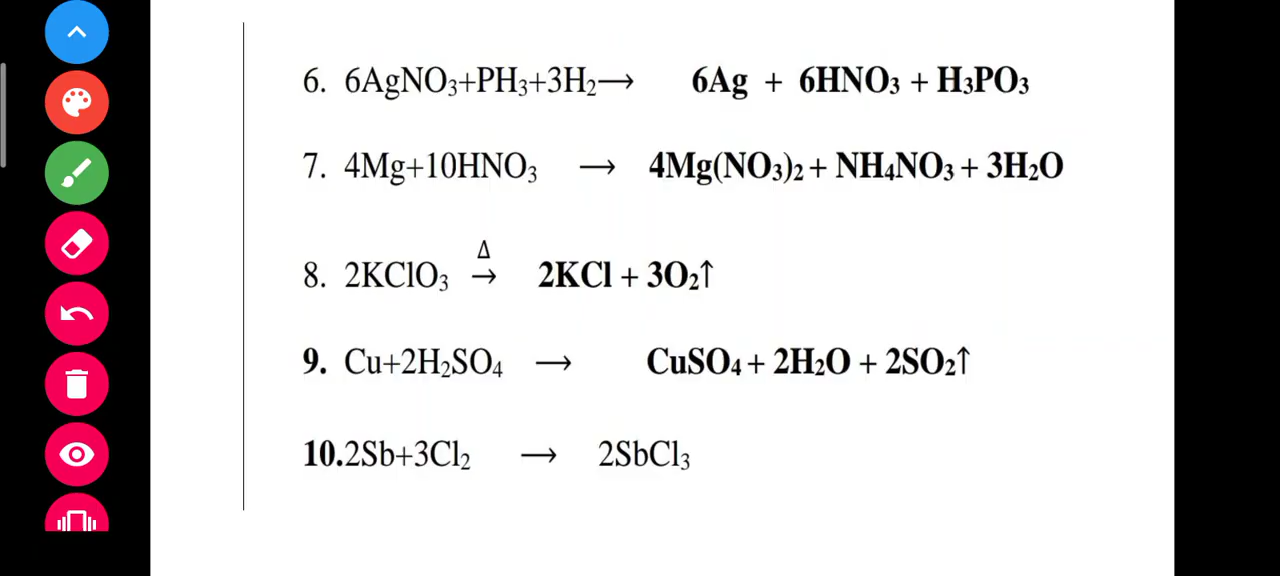 6. 6AgNO₃+PH₃+3H₂→ 6Ag + 6HNO₃ + H₃PO₃
7. 4Mg+10HNO₃ → 4Mg(NO₃)₂ + NH₄NO₃ + 3H₂O
8. 2KClO₃ →Δ 2KCl + 3O₂↑
9. Cu+2H₂SO₄ → CuSO₄ + 2H₂O + 2SO₂↑
10.2Sb+3Cl₂ → 2SbCl₃